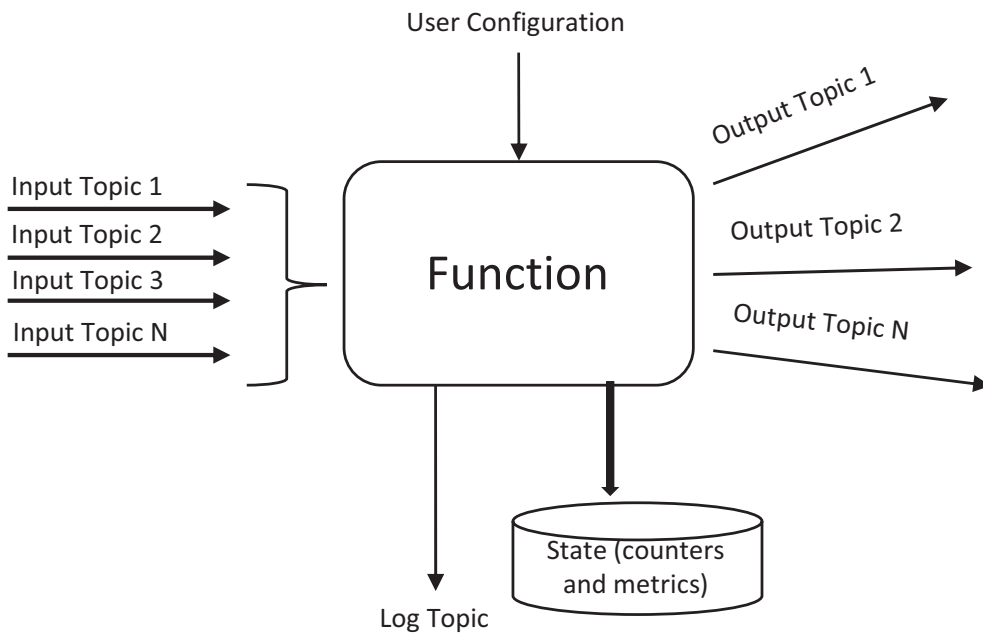 User Configuration
Input Topic 1
Input Topic 2
Input Topic 3
Input Topic N
Function
Output Topic 1
Output Topic 2
Output Topic N
State (counters
and metrics)
Log Topic